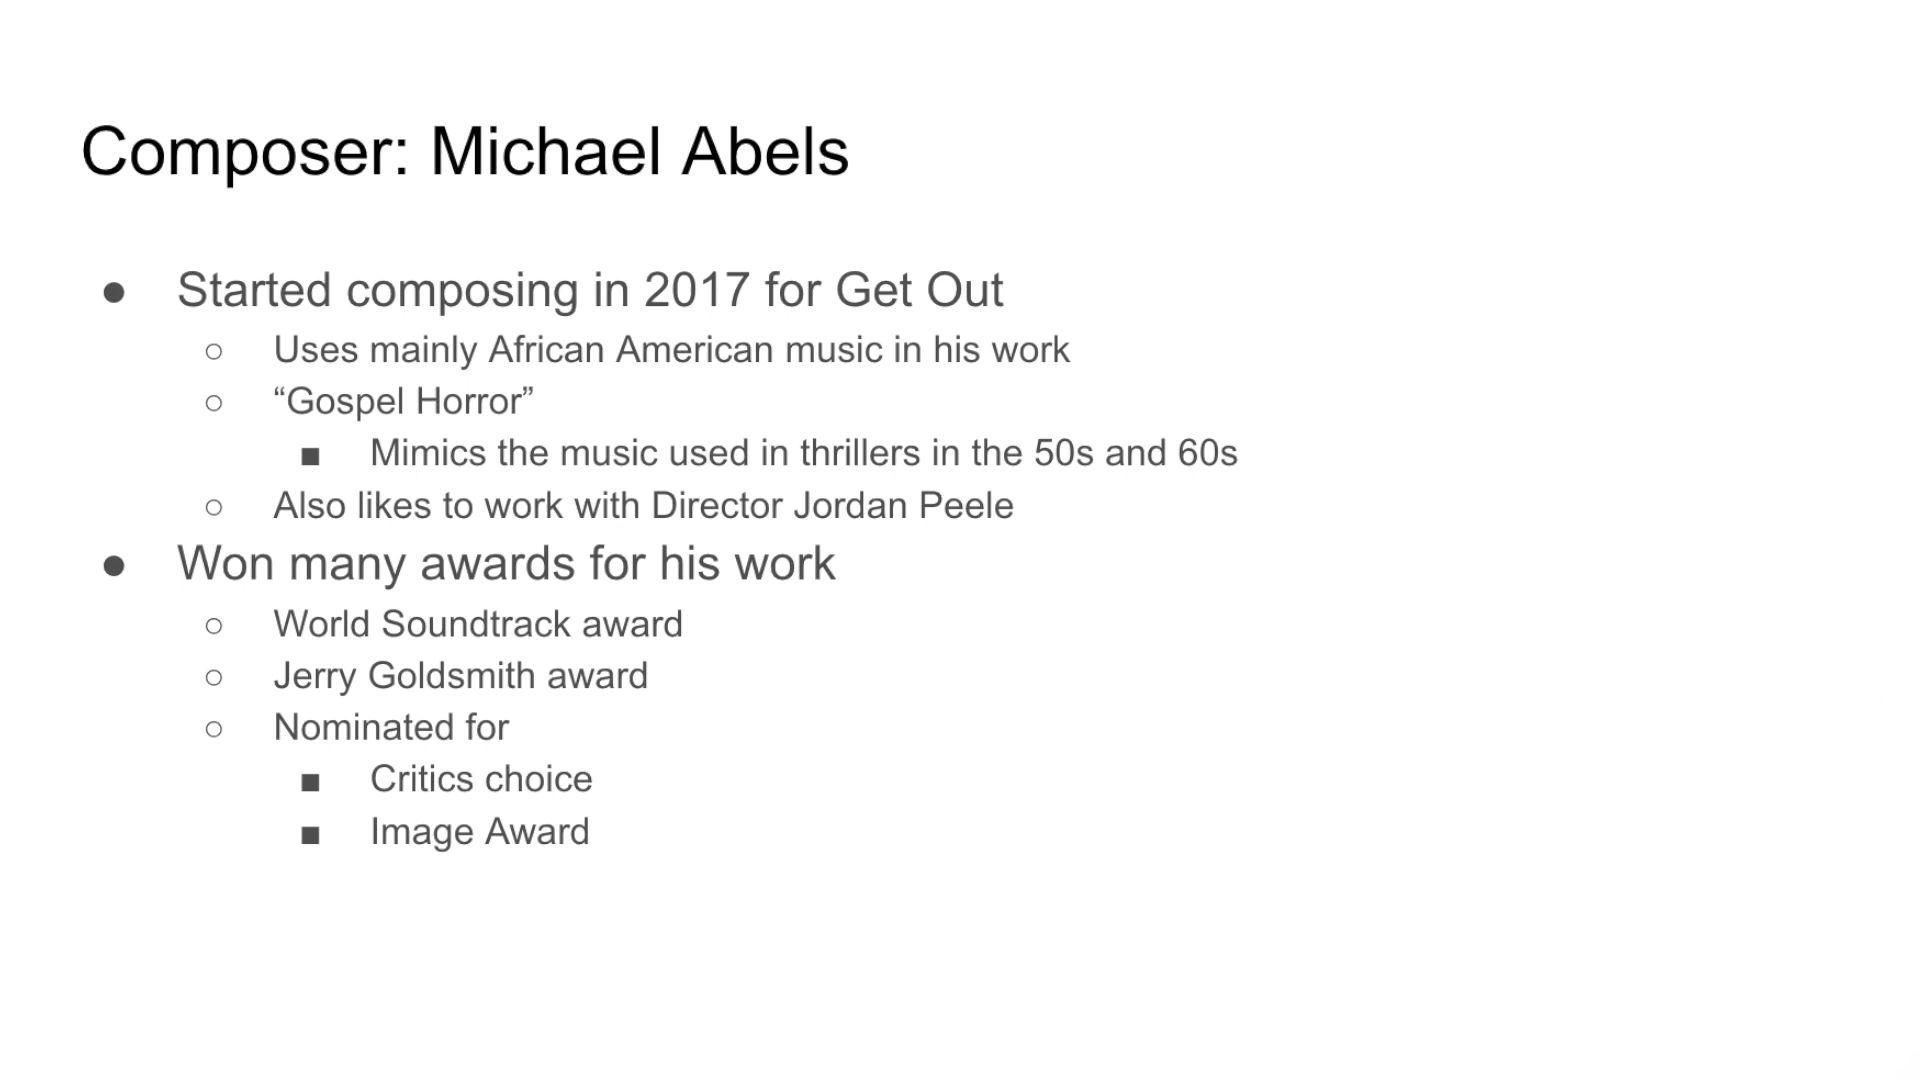 Composer: Michael Abels
● Started composing in 2017 for Get Out
○ Uses mainly African American music in his work
○ “Gospel Horror”
■ Mimics the music used in thrillers in the 50s and 60s
○ Also likes to work with Director Jordan Peele
● Won many awards for his work
○ World Soundtrack award
○ Jerry Goldsmith award
○ Nominated for
■ Critics choice
■ Image Award